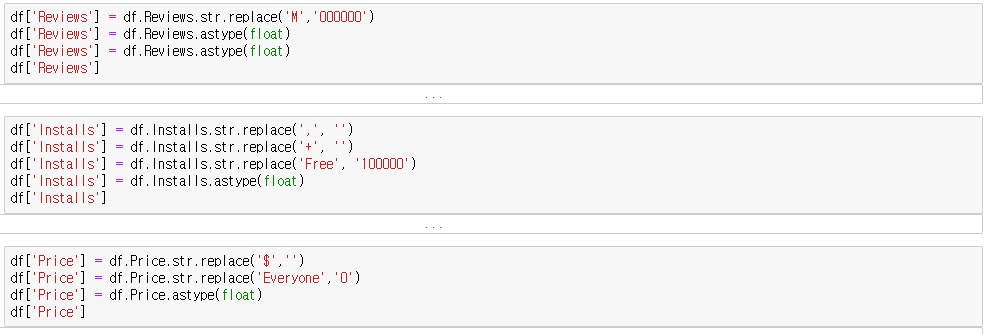 df['Reviews'] = df.Reviews.str.replace('M','000000')
df['Reviews'] = df.Reviews.astype(float)
df['Reviews'] = df.Reviews.astype(float)
df['Reviews']
...
df['Installs'] = df.Installs.str.replace(',', '')
df['Installs'] = df.Installs.str.replace('+', '')
df['Installs'] = df.Installs.str.replace('Free', '100000')
df['Installs'] = df.Installs.astype(float)
df['Installs']
...
df['Price'] = df.Price.str.replace('$','')
df['Price'] = df.Price.str.replace('Everyone','0')
df['Price'] = df.Price.astype(float)
df['Price']